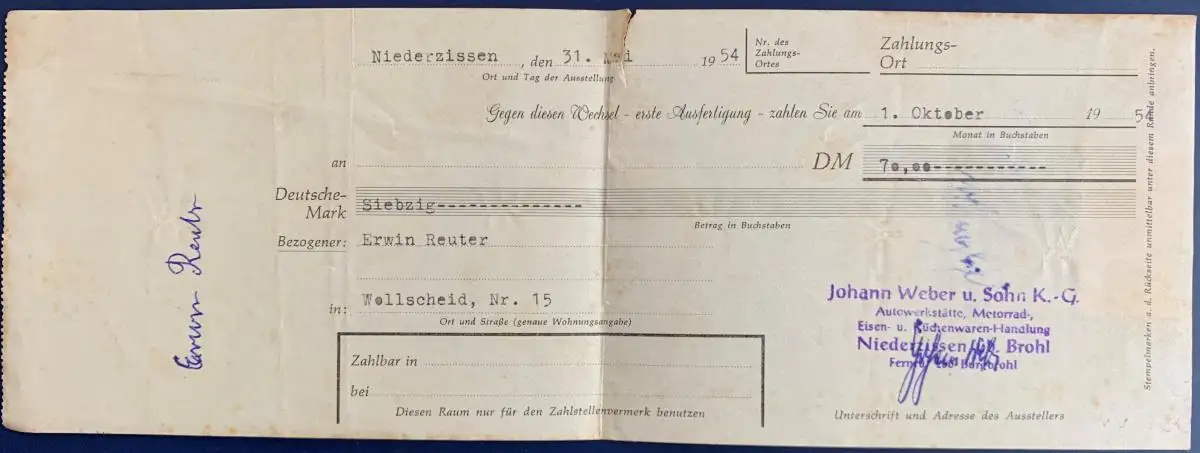 Niederzissen, den 31. Mai 1954
Ort und Tag der Ausstellung
Nr. des
Zahlungs-
Ortes
Zahlungs-
Ort
Gegen diesen Wechsel - erste Ausfertigung - zahlen Sie am 1. Oktober 1954
Monat in Buchstaben
an DM 70,00-----------
Deutsche-
Mark Siebzig--------------
Betrag in Buchstaben
Bezogener: Erwin Reuter
in: Wollscheid, Nr. 15
Ort und Straße (genaue Wohnungsangabe)
Zahlbar in
bei
Diesen Raum nur für den Zahlstellenvermerk benutzen
Erwin Reuter
Johann Weber u. Sohn K.-G.
Autowerkstätte, Motorrad-,
Eisen- u. Küchenwaren-Handlung
Niederzissen Brohl
Burgbrohl
Unterschrift und Adresse des Ausstellers
Stempelmarken a. d. Rückseite unmittelbar unter diesem Rande anbringen.